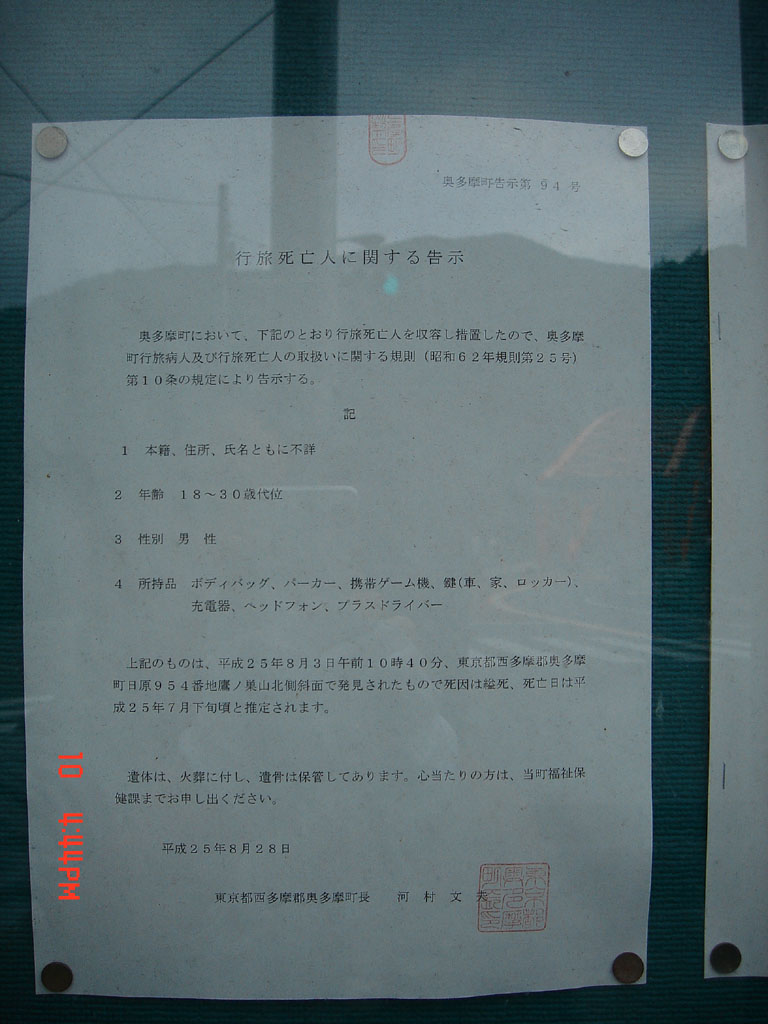 奥多摩町告示第94号
行旅死亡人に関する告示
奥多摩町において、下記のとおり行旅死亡人を収容し措置したので、奥多摩
町行旅病人及び行旅死亡人の取扱いに関する規則（昭和62年規則第25号）
第10条の規定により告示する。
記
1 本籍、住所、氏名ともに不詳
2 年齢 18～30歳代位
3 性別 男 性
4 所持品 ボディバッグ、パーカー、携帯ゲーム機、鍵(車、家、ロッカー)、
充電器、ヘッドフォン、プラスドライバー
上記のものは、平成25年8月3日午前10時40分、東京都西多摩郡奥多摩
町日原954番地鷹ノ巣山北側斜面で発見されたもので死因は縊死、死亡日は平
成25年7月下旬頃と推定されます。
遺体は、火葬に付し、遺骨は保管してあります。心当たりの方は、当町福祉保
健課までお申し出ください。
平成25年8月28日
東京都西多摩郡奥多摩町長 河 村 文 夫
10 4:44PM